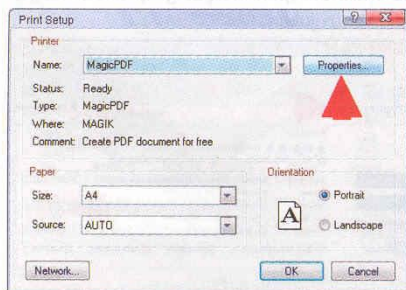 Print Setup
Printer
Name: MagicPDF Properties...
Status: Ready
Type: MagicPDF
Where: MAGIK
Comment: Create PDF document for free
Paper Orientation
Size: A4 Portrait
A
Source: AUTO Landscape
Network... OK Cancel